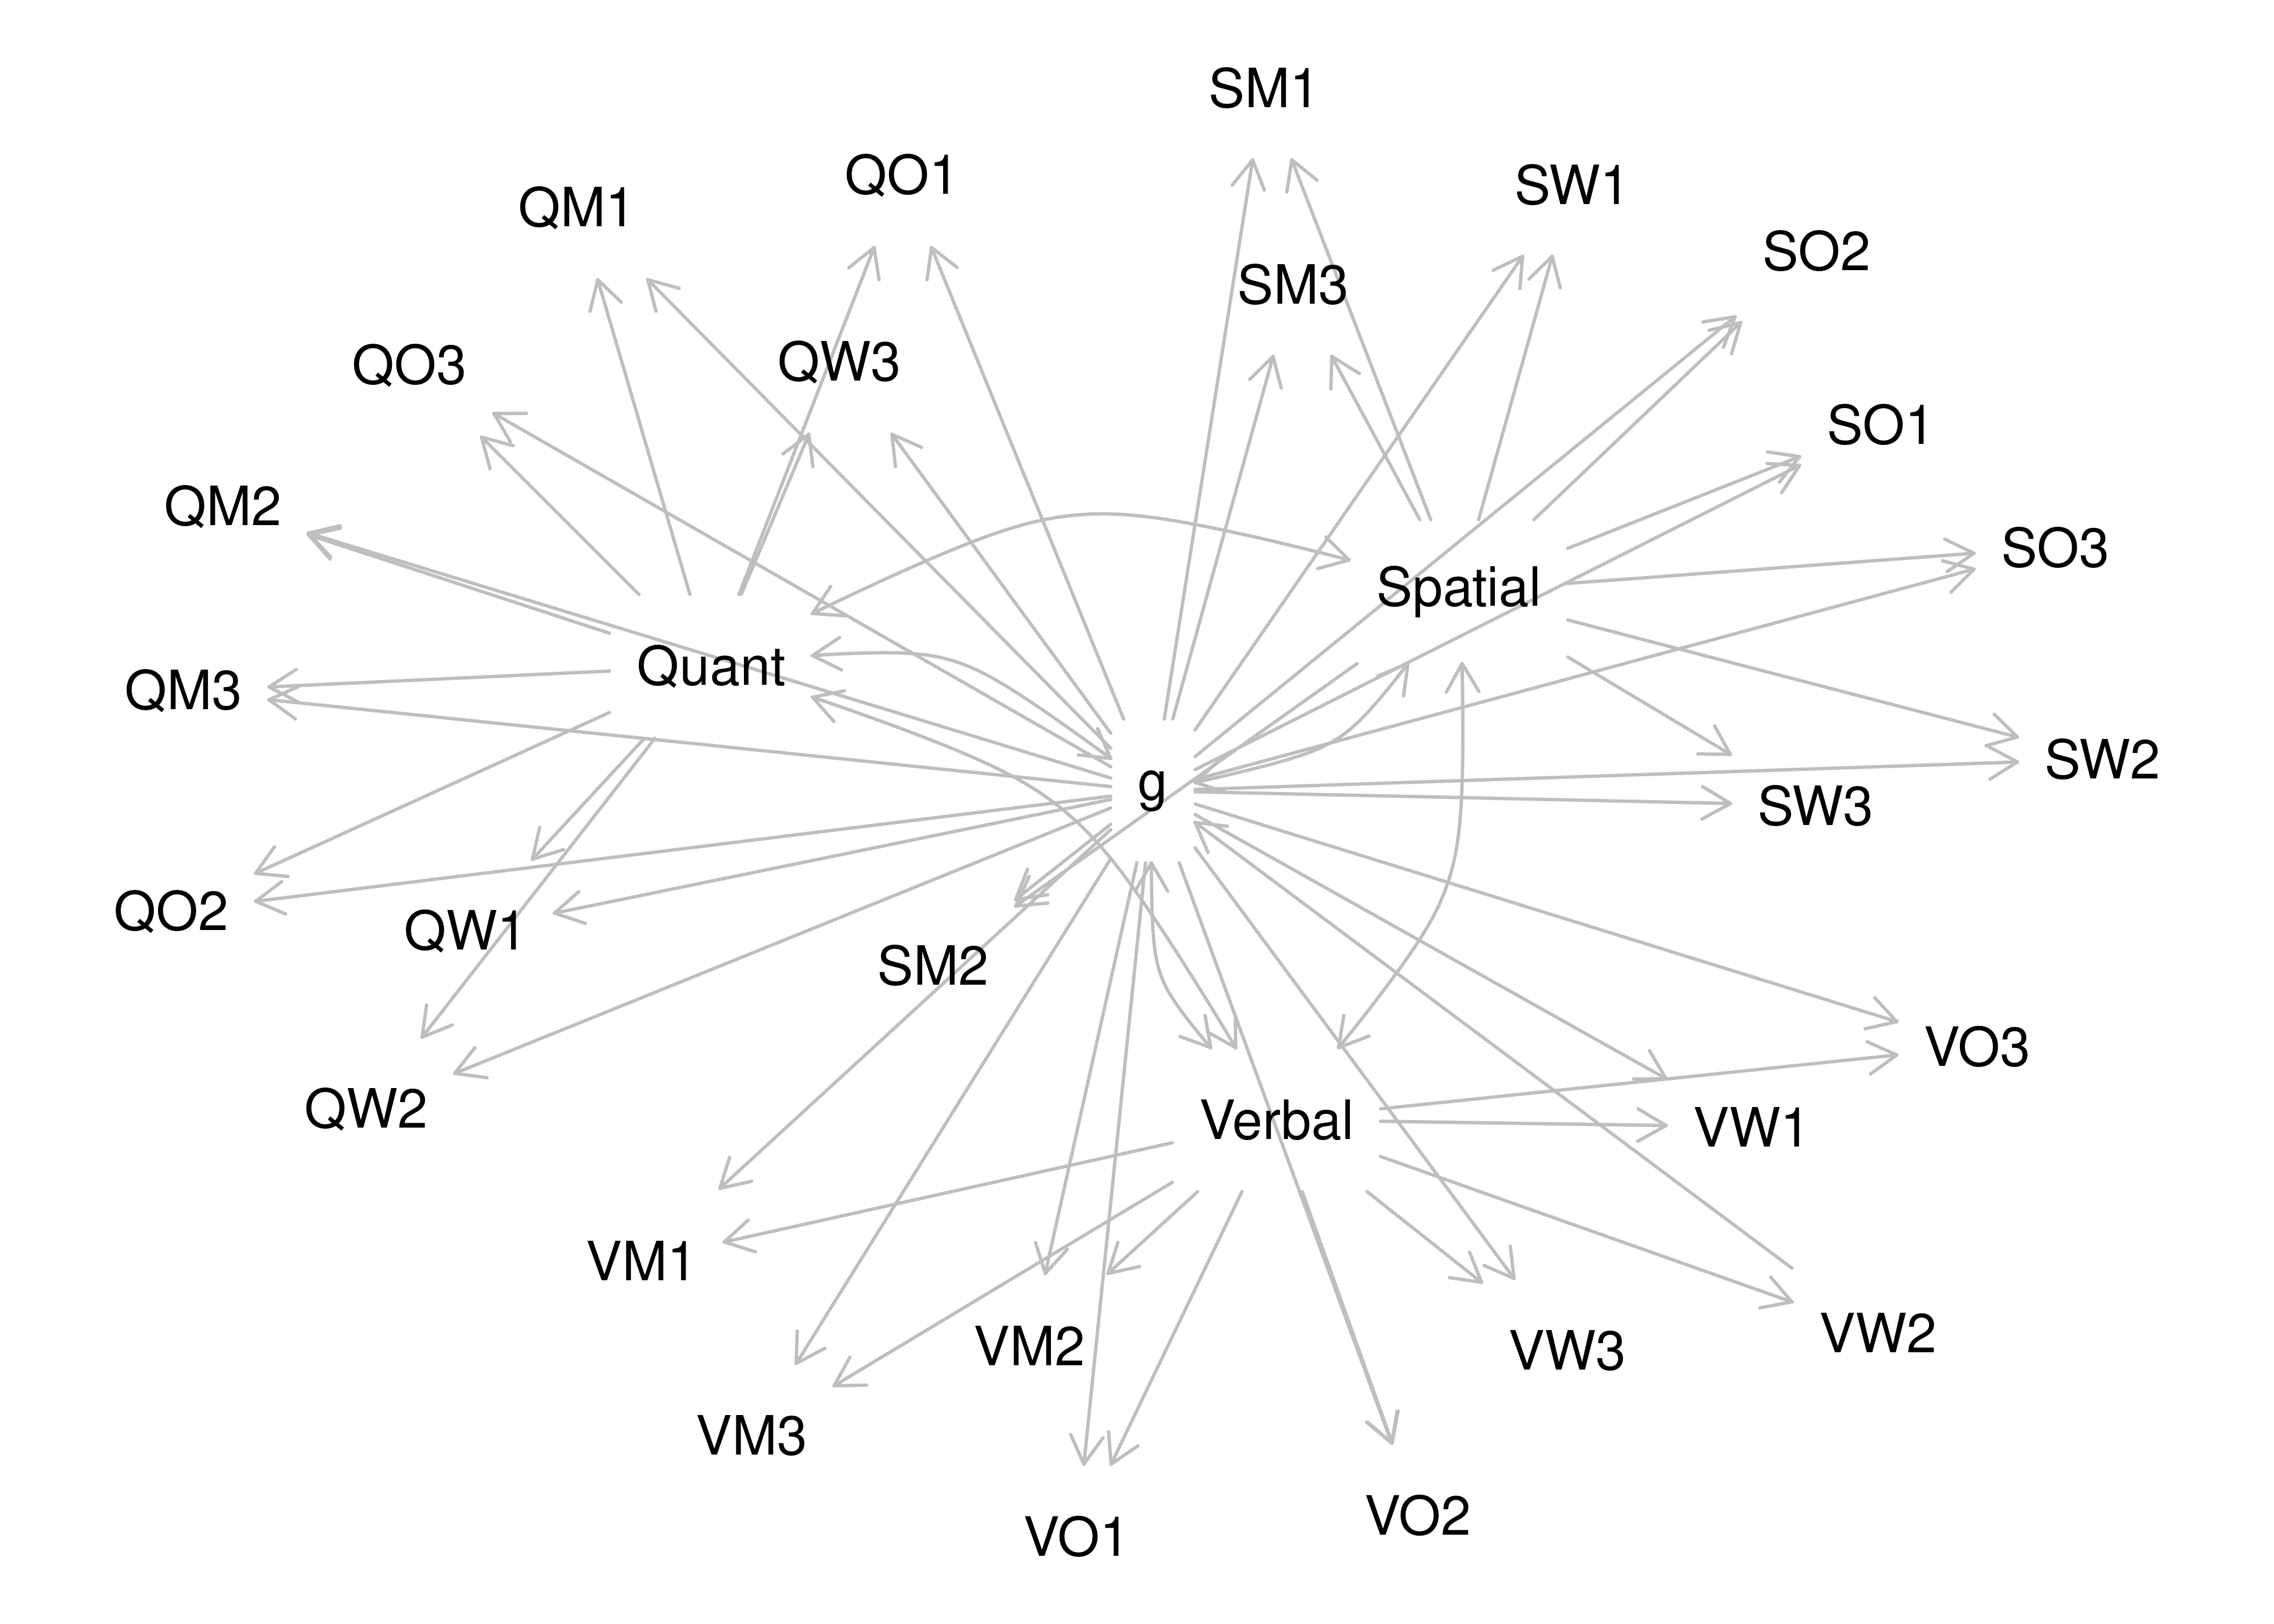 SM1
QO1
SW1
QM1
SO2
SM3
QW3
QO3
SO1
QM2
SO3
Spatial
Quant
QM3
SW2
g
SW3
QO2
QW1
SM2
VO3
QW2
Verbal
VW1
VM1
VW2
VM2
VW3
VM3
VO2
VO1